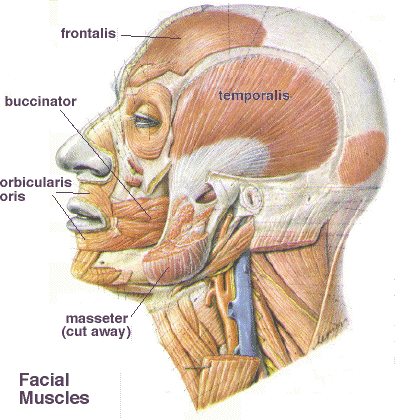 frontalis
temporalis
buccinator
orbicularis
oris
masseter
(cut away)
Facial
Muscles